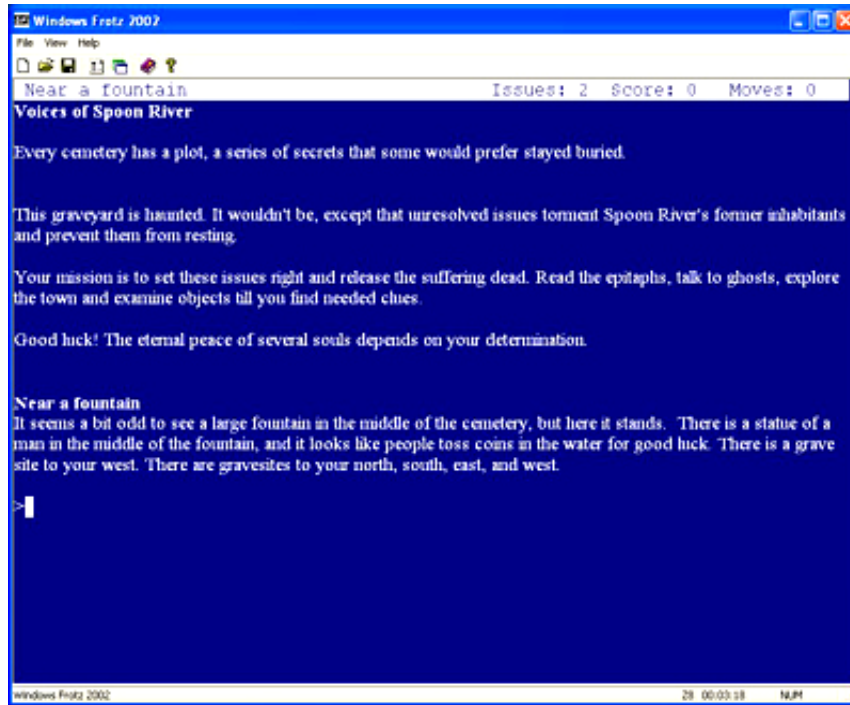 Windows Frotz 2002
File View Help
Near a fountain Issues: 2 Score: 0 Moves: 0
Voices of Spoon River
Every cemetery has a plot, a series of secrets that some would prefer stayed buried.
This graveyard is haunted. It wouldn't be, except that unresolved issues torment Spoon River's former inhabitants
and prevent them from resting.
Your mission is to set these issues right and release the suffering dead. Read the epitaphs, talk to ghosts, explore
the town and examine objects till you find needed clues.
Good luck! The eternal peace of several souls depends on your determination.
Near a fountain
It seems a bit odd to see a large fountain in the middle of the cemetery, but here it stands. There is a statue of a
man in the middle of the fountain, and it looks like people toss coins in the water for good luck. There is a grave
site to your west. There are gravesites to your north, south, east, and west.
>
Windows Frotz 2002 Z8 00:03:18 NUM